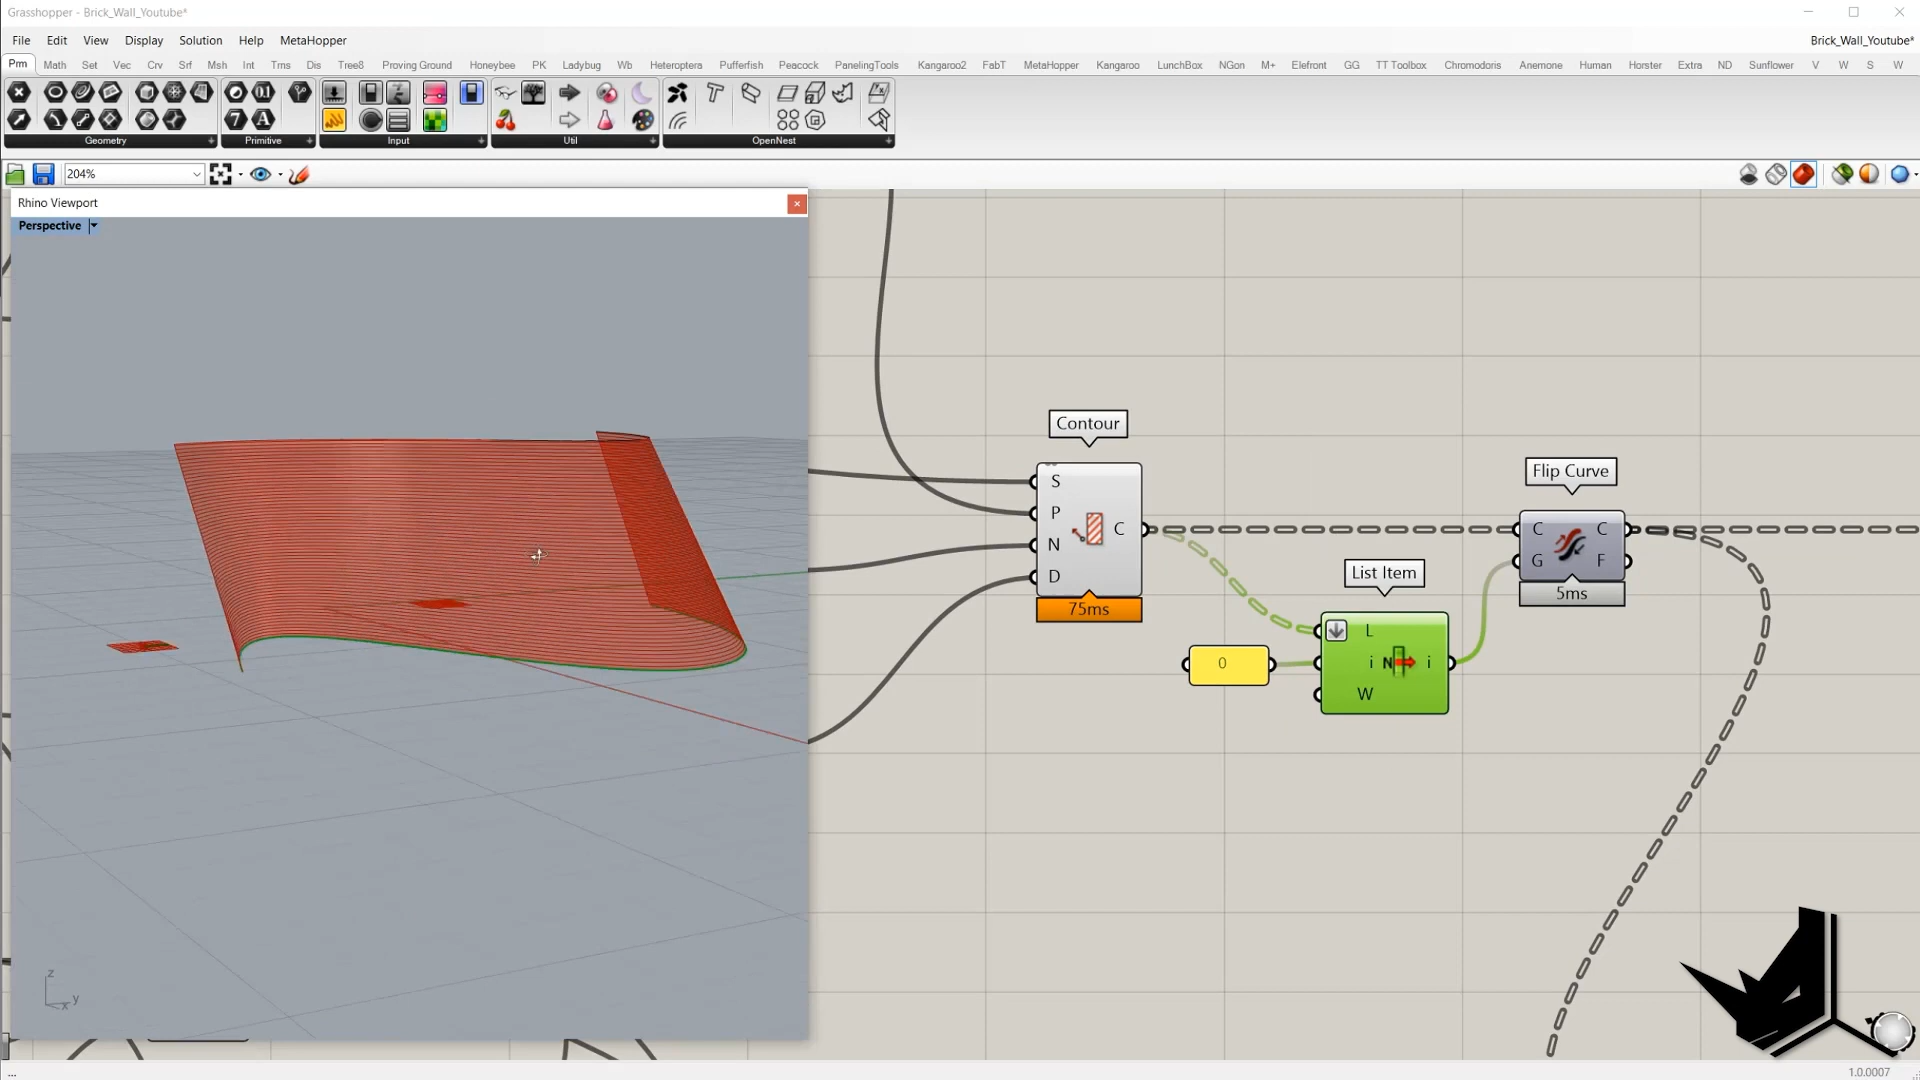 Grasshopper - Brick_Wall_Youtube*
File Edit View Display Solution Help MetaHopper Brick_Wall_Youtube*
Prm Math Set Vec Crv Srf Msh Int Trns Dis Tree8 Proving Ground Honeybee PK Ladybug Wb Heteroptera Pufferfish Peacock PanelingTools Kangaroo2 FabT MetaHopper Kangaroo LunchBox NGon M+ Elefront GG TT Toolbox Chromodoris Anemone Human Horster Extra ND Sunflower V W S W
Geometry Primitive Input Util OpenNest
204%
Rhino Viewport
Perspective
Contour
S
P
N
D
C
75ms
Flip Curve
C C
G F
5ms
List Item
L
i N i
W
0
z
x y
... 1.0.0007